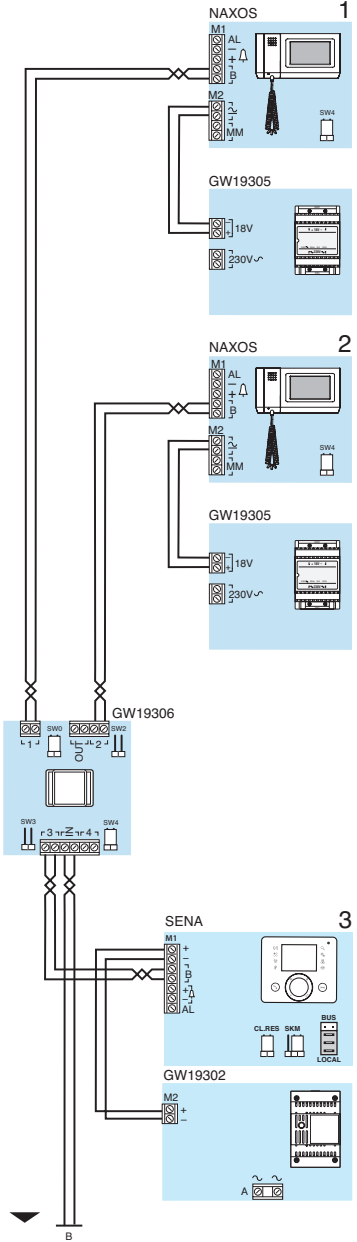 NAXOS 1
M1
AL
−
+
B
M2
MM
SW4
GW19305
−
+ 18V
230V~
NAXOS 2
M1
AL
−
+
B
M2
MM
SW4
GW19305
−
+ 18V
230V~
GW19306
1 SW0 OUT 2 SW2
SW3 3 IN 4 SW4
SENA 3
M1
+
−
B
+
−
AL
CL.RES SKM BUS
LOCAL
GW19302
M2
+
−
A
B